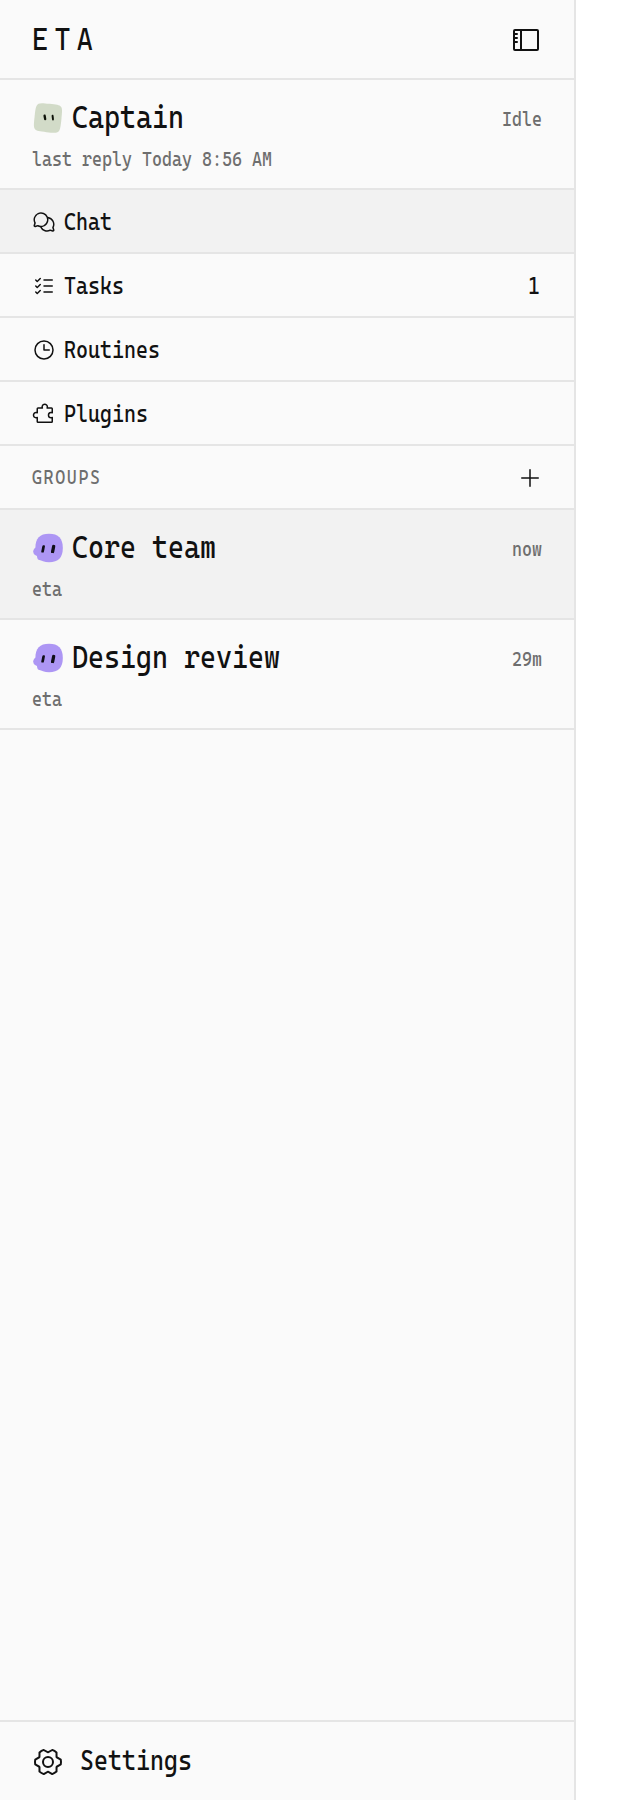 ETA
Captain
Idle
last reply Today 8:56 AM
Chat
Tasks
1
Routines
Plugins
GROUPS
Core team
now
eta
Design review
29m
eta
Settings